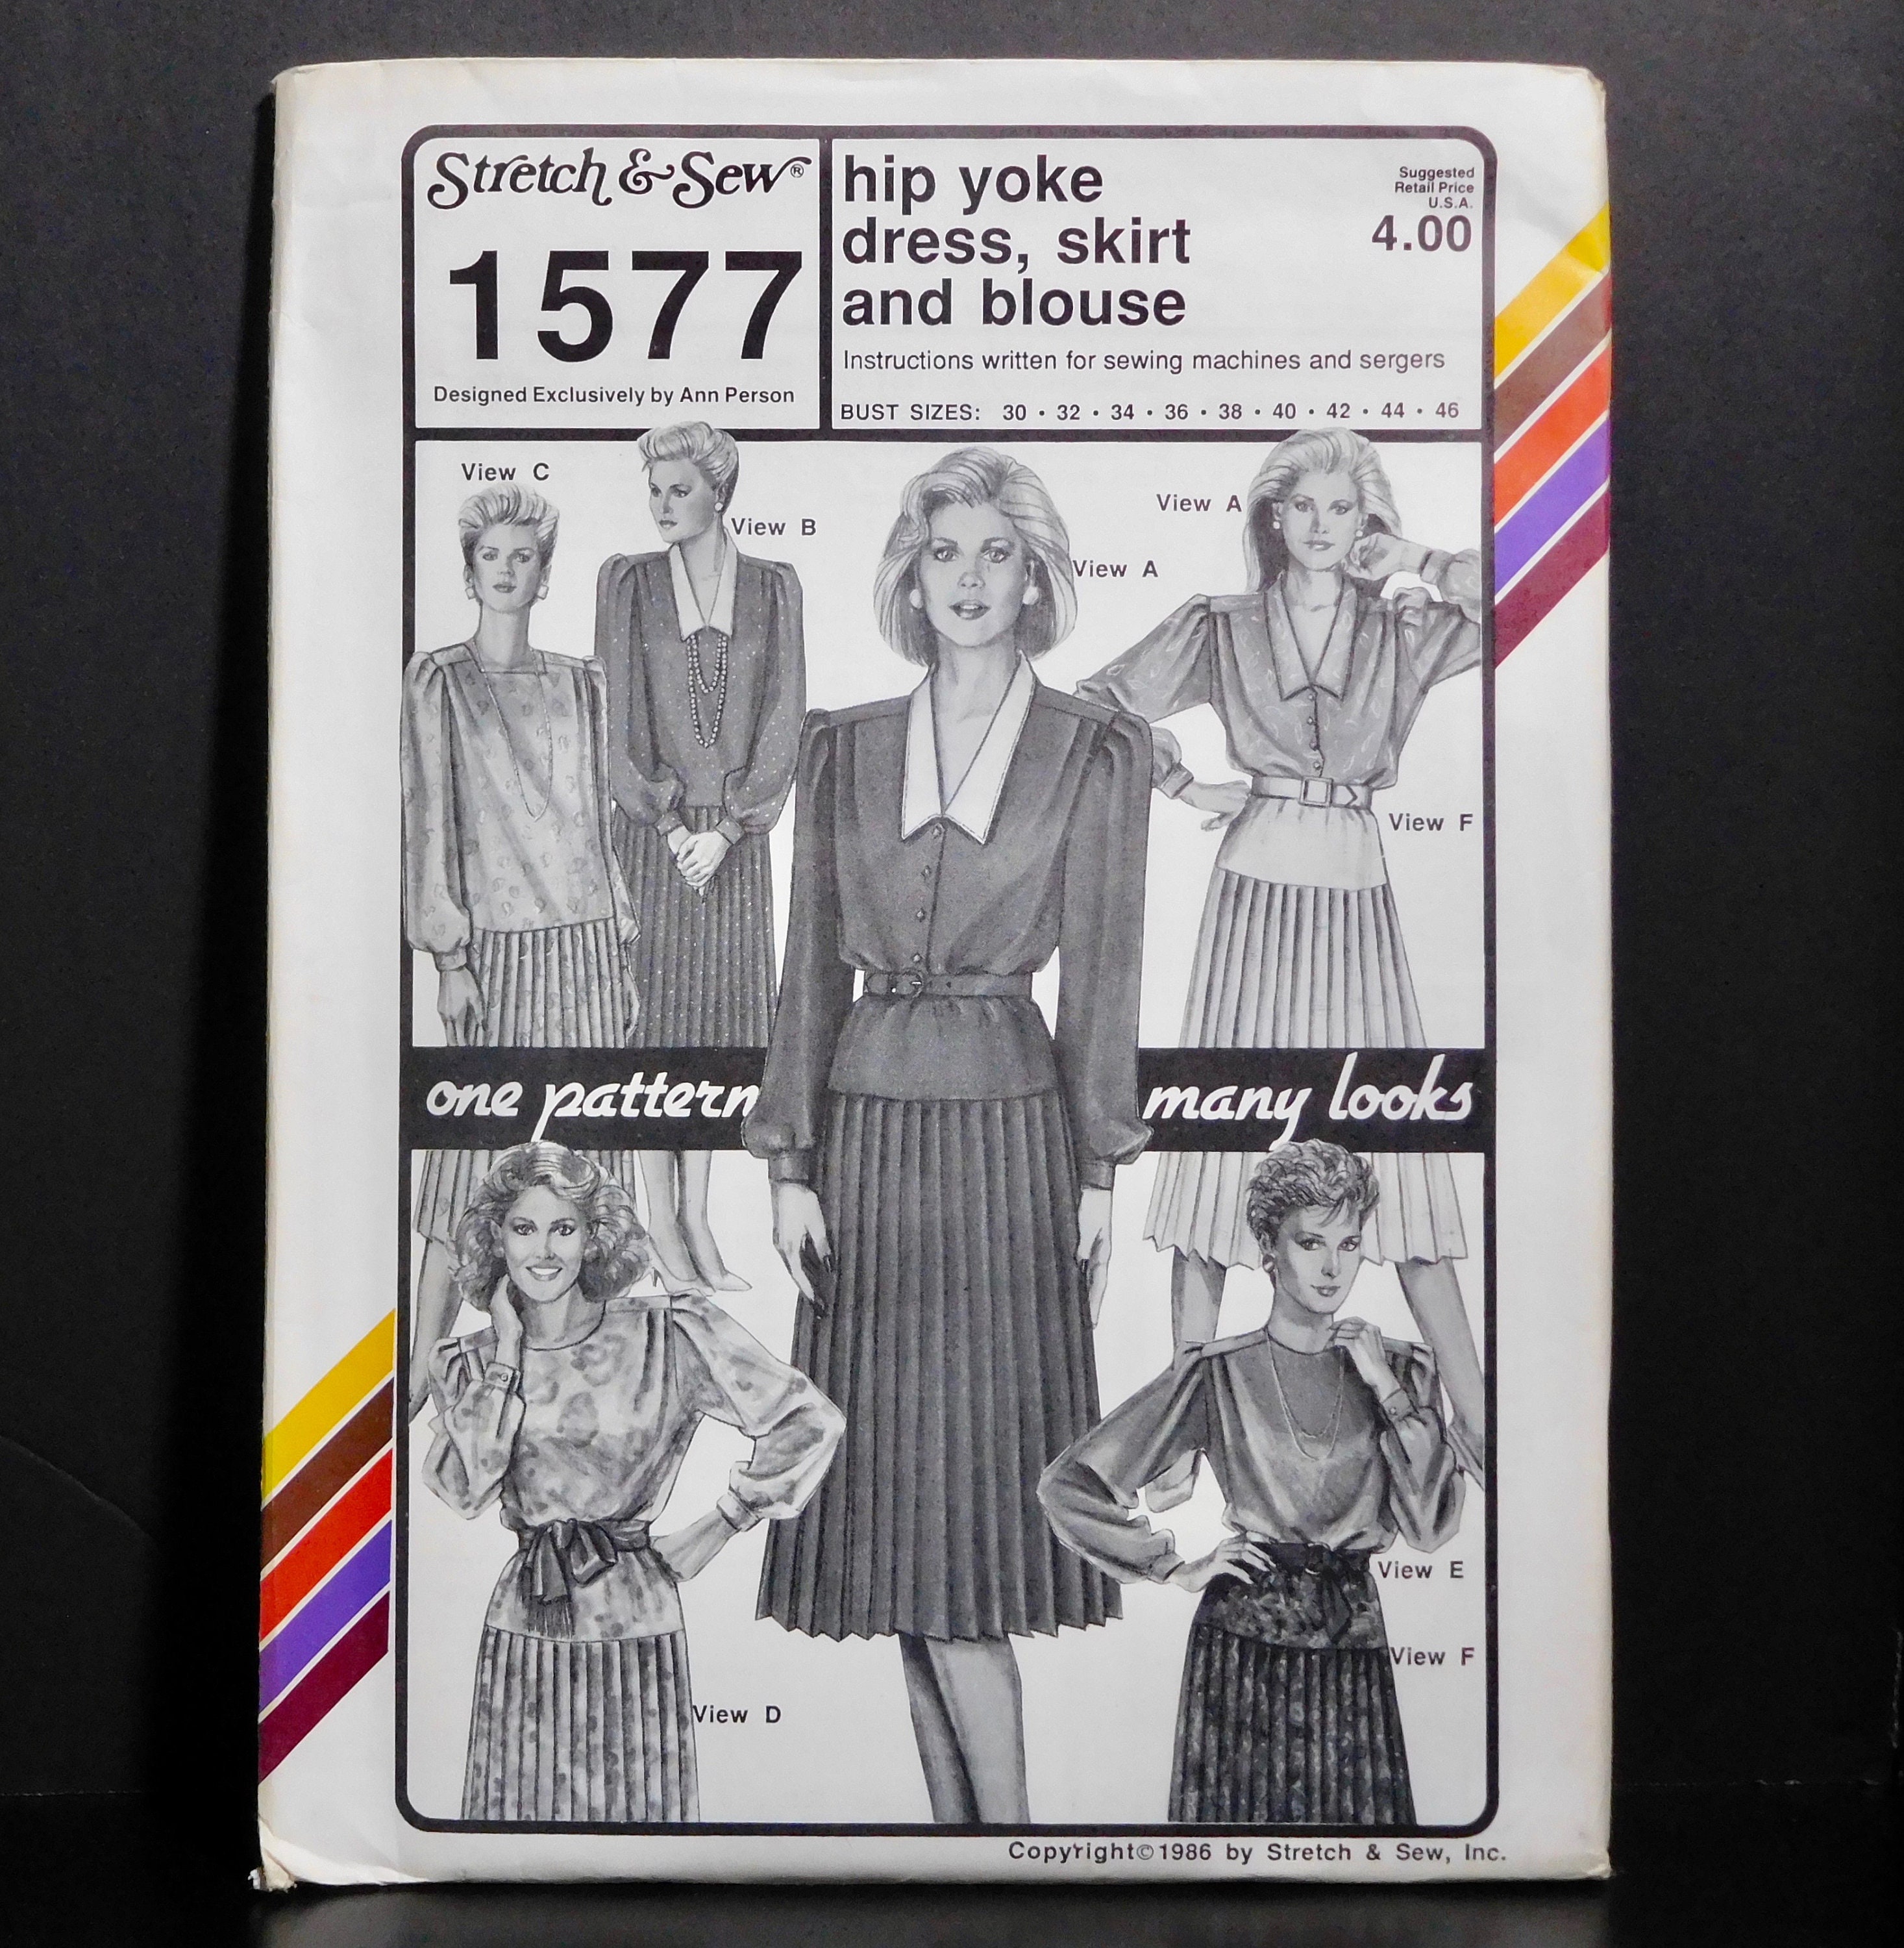 Stretch & Sew®
1577
Designed Exclusively by Ann Person
hip yoke
dress, skirt
and blouse
Suggested
Retail Price
U.S.A.
4.00
Instructions written for sewing machines and sergers
BUST SIZES: 30 • 32 • 34 • 36 • 38 • 40 • 42 • 44 • 46
View C
View B
View A
View A
View F
one pattern
many looks
View E
View F
View D
Copyright©1986 by Stretch & Sew, Inc.